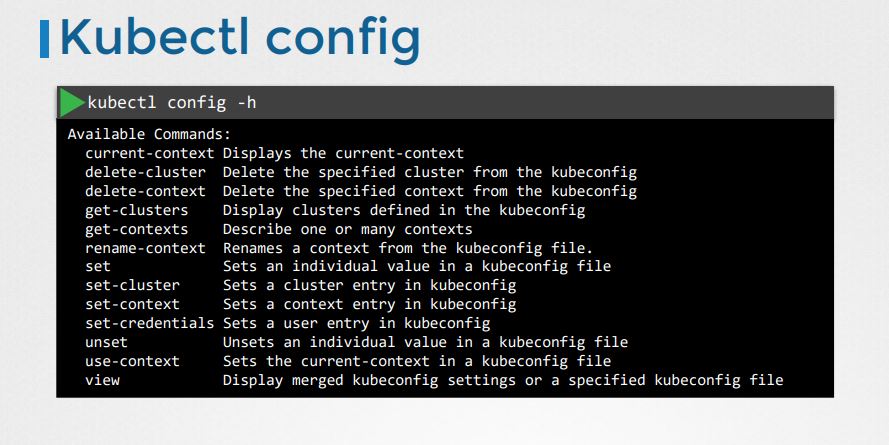 Kubectl config
kubectl config -h
Available Commands:
current-context Displays the current-context
delete-cluster Delete the specified cluster from the kubeconfig
delete-context Delete the specified context from the kubeconfig
get-clusters Display clusters defined in the kubeconfig
get-contexts Describe one or many contexts
rename-context Renames a context from the kubeconfig file.
set Sets an individual value in a kubeconfig file
set-cluster Sets a cluster entry in kubeconfig
set-context Sets a context entry in kubeconfig
set-credentials Sets a user entry in kubeconfig
unset Unsets an individual value in a kubeconfig file
use-context Sets the current-context in a kubeconfig file
view Display merged kubeconfig settings or a specified kubeconfig file